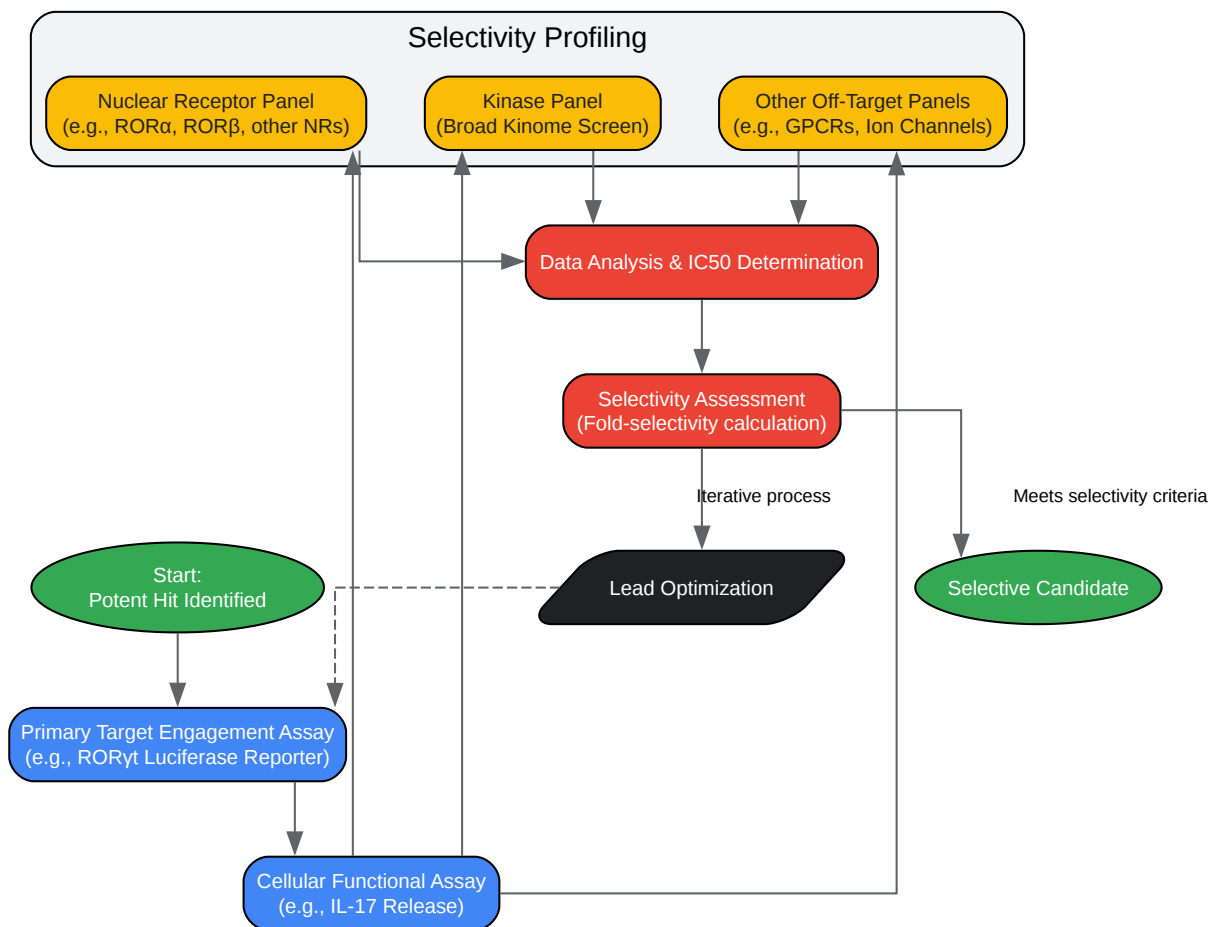 Selectivity Profiling
Nuclear Receptor Panel
(e.g., RORα, RORβ, other NRs)
Kinase Panel
(Broad Kinome Screen)
Other Off-Target Panels
(e.g., GPCRs, Ion Channels)
Data Analysis & IC50 Determination
Selectivity Assessment
(Fold-selectivity calculation)
Iterative process
Meets selectivity criteria
Start:
Potent Hit Identified
Lead Optimization
Selective Candidate
Primary Target Engagement Assay
(e.g., RORγt Luciferase Reporter)
Cellular Functional Assay
(e.g., IL-17 Release)